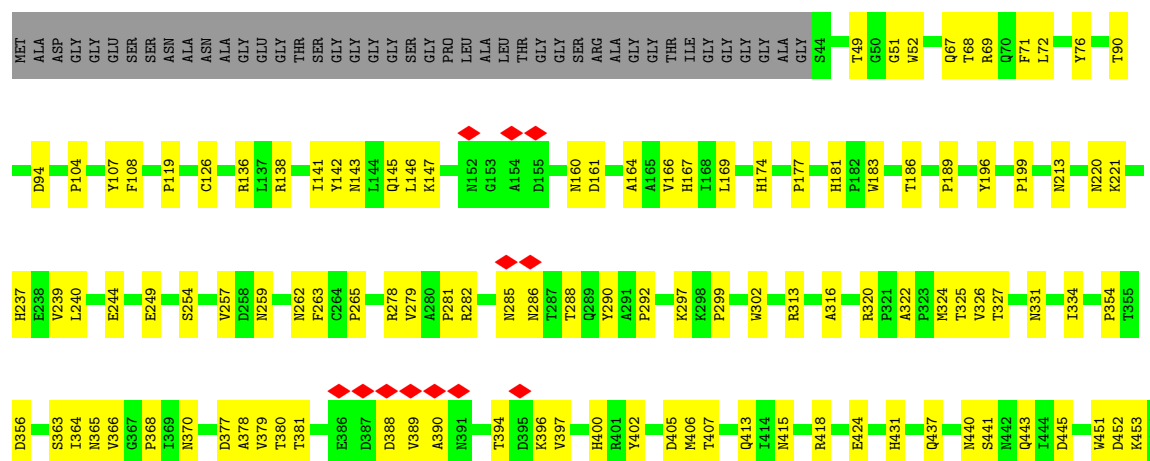 MET ALA ASP GLY GLY GLU SER SER ASN ALA ASN ALA GLY GLU GLY THR SER GLY GLY GLY GLY SER GLY PRO LEU ALA LEU THR GLY GLY SER ARG ALA GLY GLY THR ILE GLY GLY GLY GLY ALA GLY S44 T49 G50 G51 W52 Q67 T68 R69 Q70 F71 L72 Y76 T90
D94 P104 Y107 F108 P119 C126 R136 L137 R138 I141 Y142 N143 L144 Q145 L146 K147 N152 G153 A154 D155 N160 D161 A164 A165 V166 H167 I168 L169 H174 P177 H181 P182 W183 T186 P189 Y196 P199 N213 N220 K221
H237 E238 V239 L240 E244 E249 S254 V257 D258 N259 N262 F263 C264 P265 R278 V279 A280 P281 R282 N285 N286 T287 T288 Q289 Y290 A291 P292 K297 K298 P299 W302 R313 A316 R320 P321 A322 P323 M324 T325 V326 T327 N331 I334 P354 T355
D356 S363 I364 N365 V366 G367 P368 I369 N370 D377 A378 V379 T380 T381 E386 D387 D388 V389 A390 N391 T394 D395 K396 V397 H400 R401 Y402 D405 M406 T407 Q413 I414 N415 R418 E424 H431 Q437 N440 S441 N442 Q443 I444 D445 W451 D452 K453